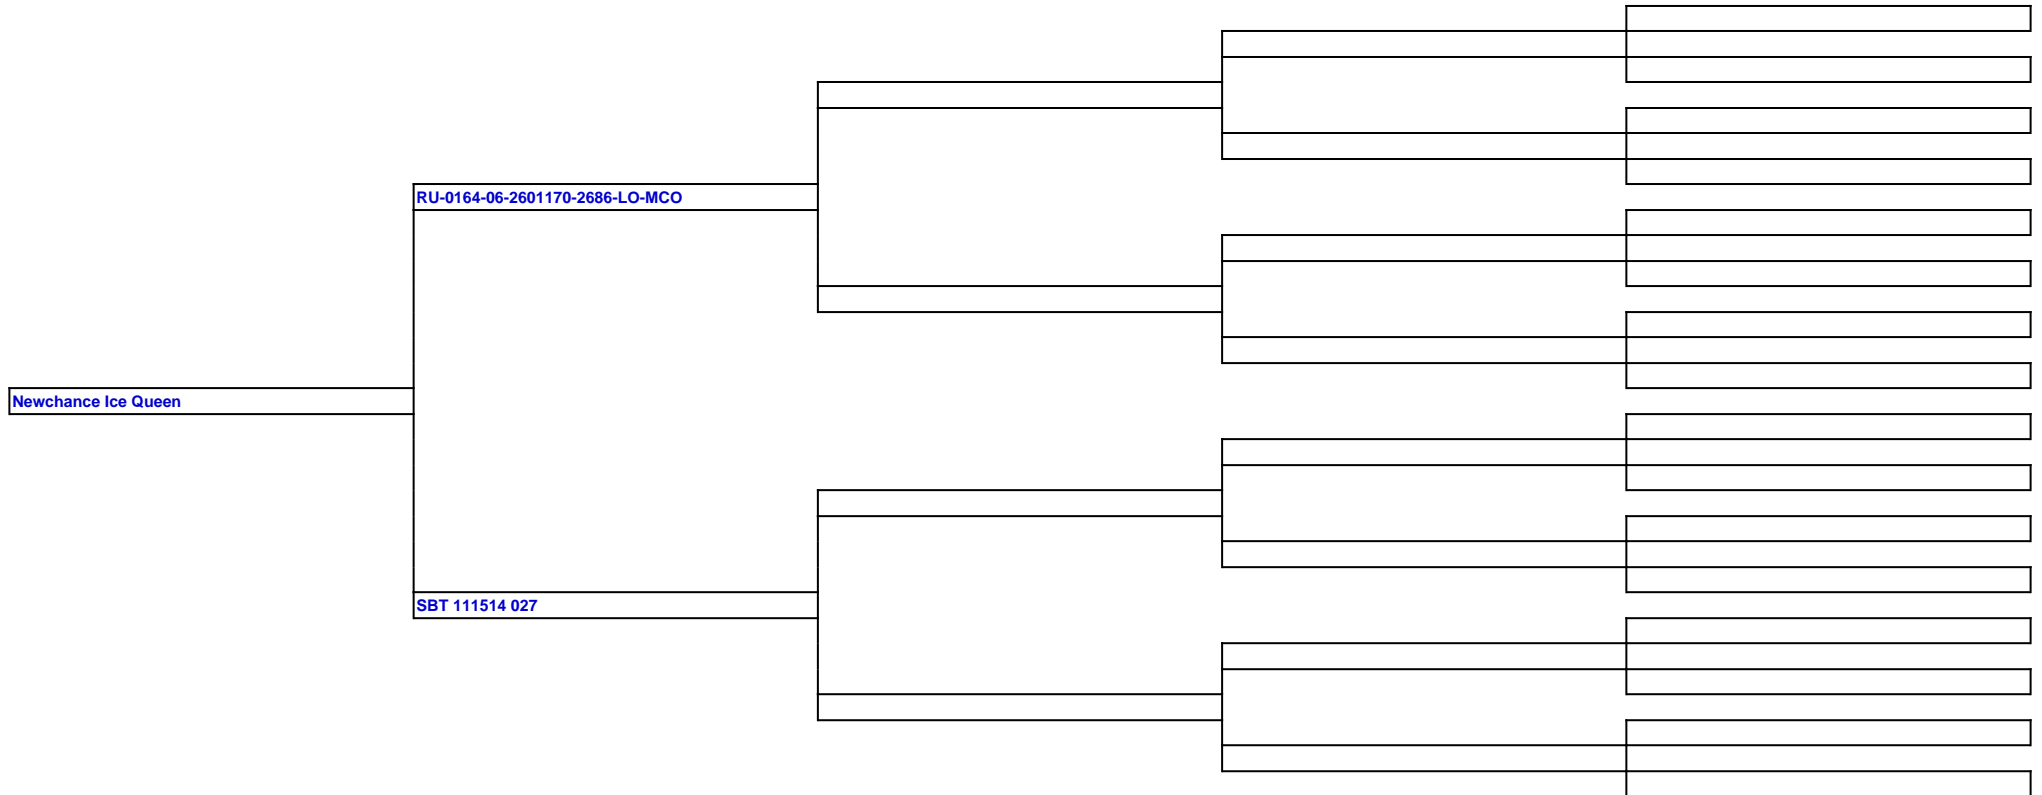 RU-0164-06-2601170-2686-LO-MCO
Newchance Ice Queen
SBT 111514 027